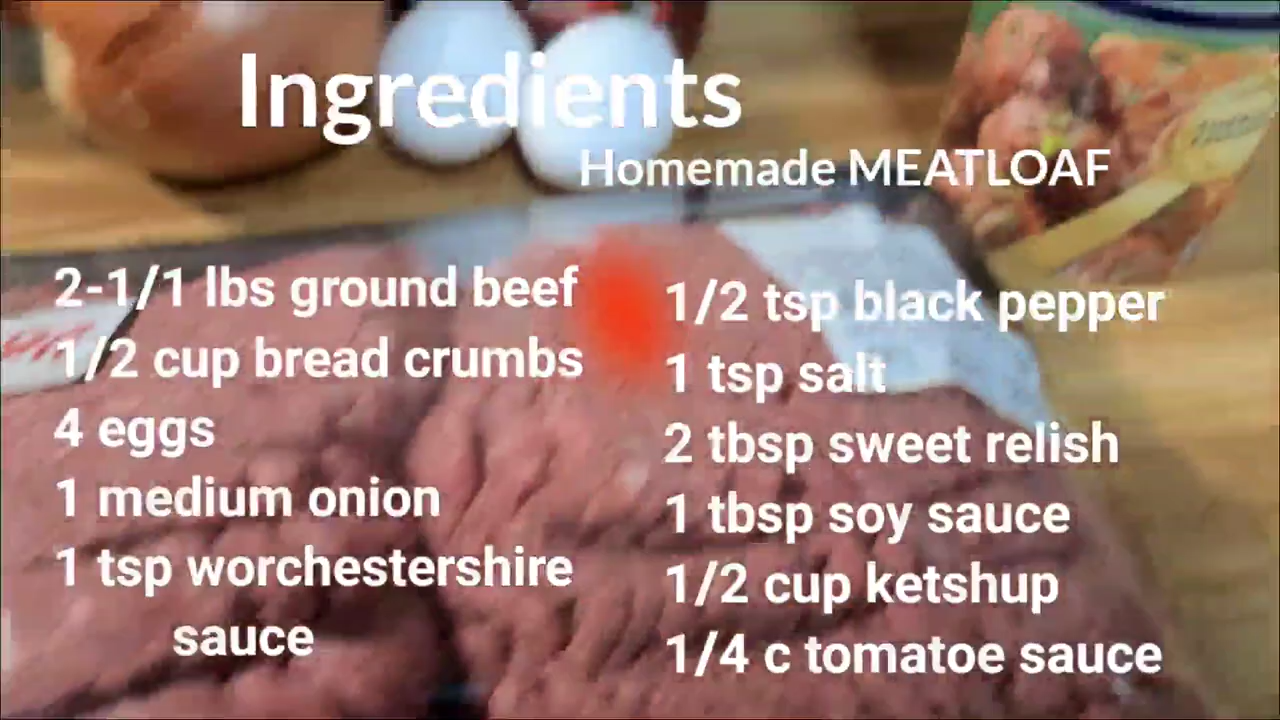 Ingredients
Homemade MEATLOAF
2-1/1 lbs ground beef
1/2 cup bread crumbs
4 eggs
1 medium onion
1 tsp worchestershire
sauce
1/2 tsp black pepper
1 tsp salt
2 tbsp sweet relish
1 tbsp soy sauce
1/2 cup ketshup
1/4 c tomatoe sauce